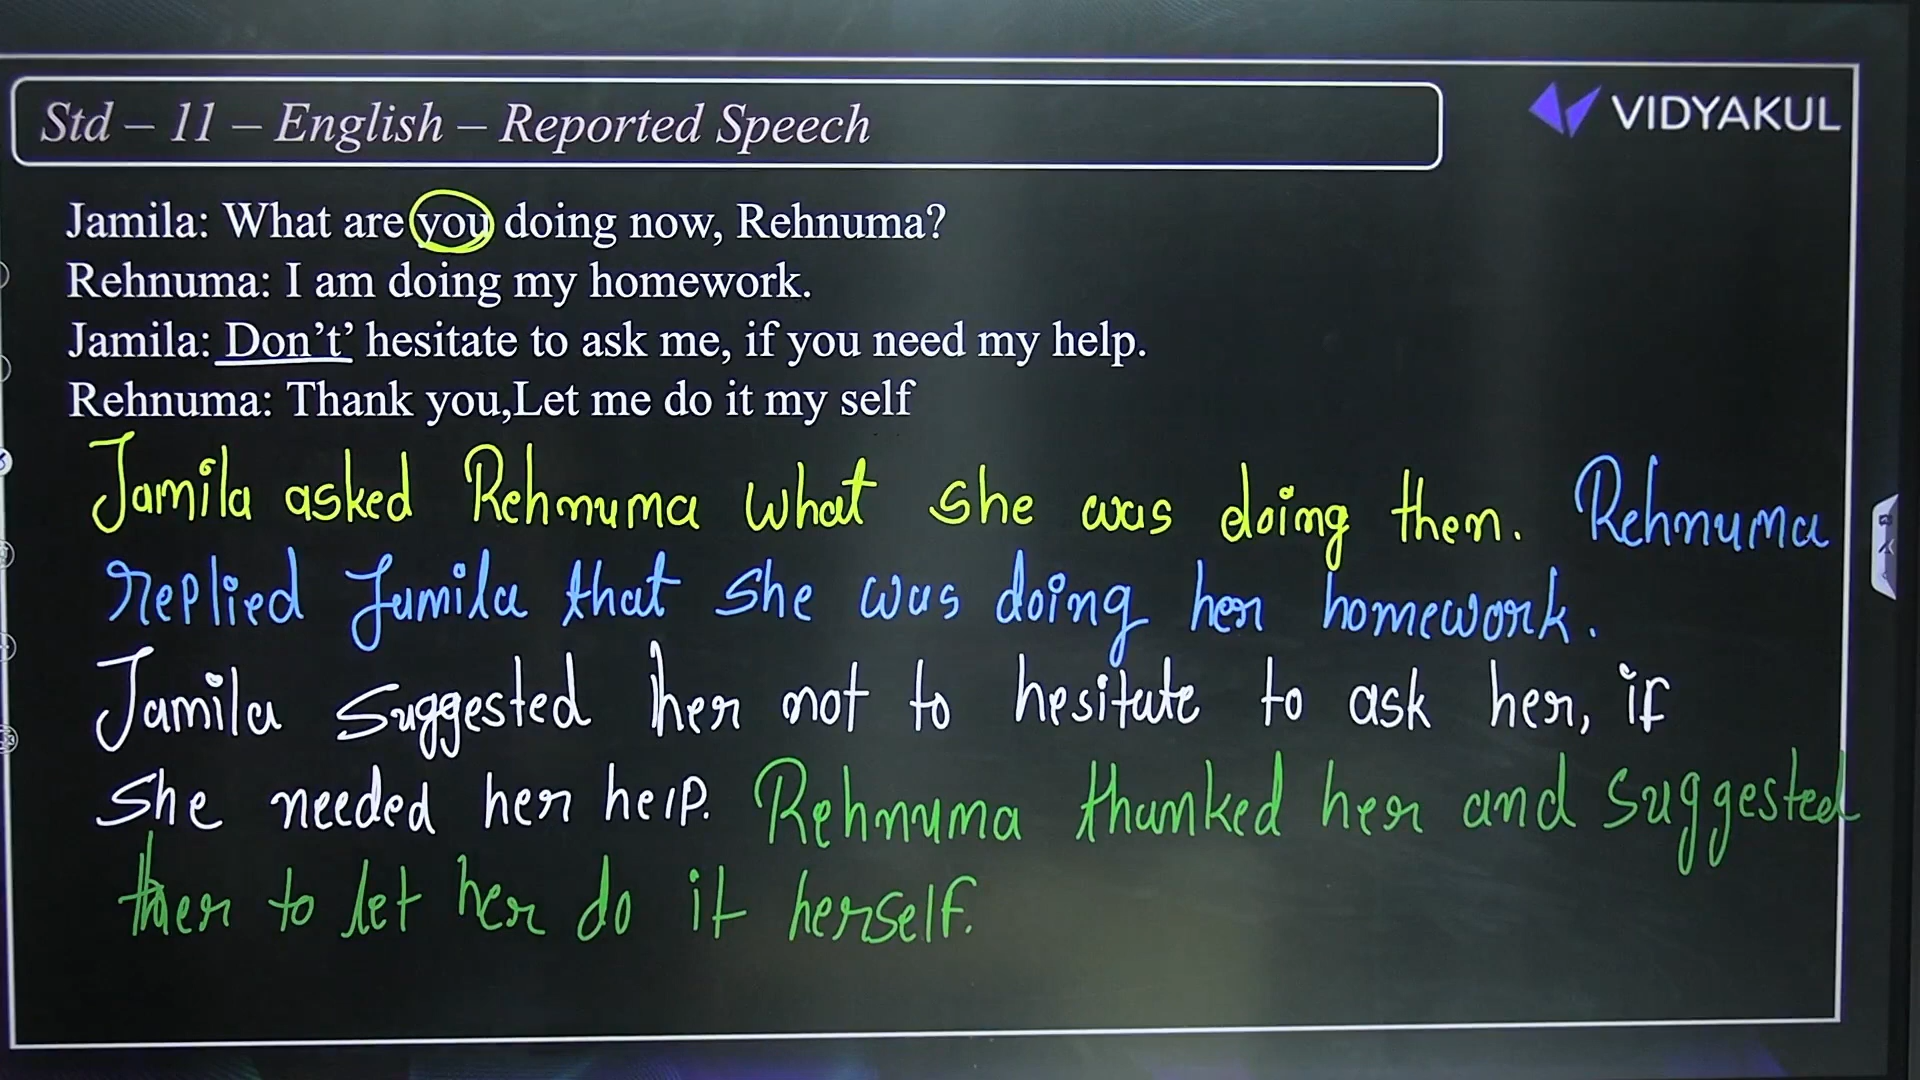 Std – 11 – English – Reported Speech
VIDYAKUL
Jamila: What are you doing now, Rehnuma?
Rehnuma: I am doing my homework.
Jamila: Don't' hesitate to ask me, if you need my help.
Rehnuma: Thank you,Let me do it my self
Jamila asked Rehnuma what she was doing then. Rehnuma
replied Jamila that she was doing her homework.
Jamila suggested her not to hesitate to ask her, if
she needed her help. Rehnuma thanked her and suggested
her to let her do it herself.